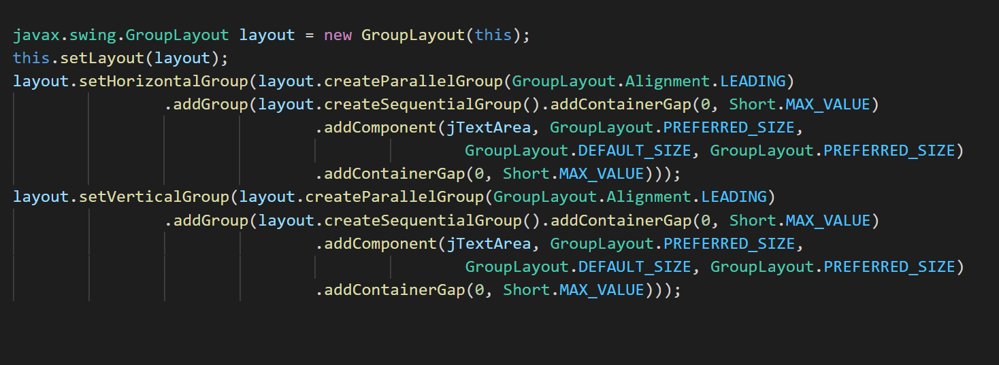 javax.swing.GroupLayout layout = new GroupLayout(this);
this.setLayout(layout);
layout.setHorizontalGroup(layout.createParallelGroup(GroupLayout.Alignment.LEADING)
.addGroup(layout.createSequentialGroup().addContainerGap(0, Short.MAX_VALUE)
.addComponent(jTextArea, GroupLayout.PREFERRED_SIZE,
GroupLayout.DEFAULT_SIZE, GroupLayout.PREFERRED_SIZE)
.addContainerGap(0, Short.MAX_VALUE)));
layout.setVerticalGroup(layout.createParallelGroup(GroupLayout.Alignment.LEADING)
.addGroup(layout.createSequentialGroup().addContainerGap(0, Short.MAX_VALUE)
.addComponent(jTextArea, GroupLayout.PREFERRED_SIZE,
GroupLayout.DEFAULT_SIZE, GroupLayout.PREFERRED_SIZE)
.addContainerGap(0, Short.MAX_VALUE)));